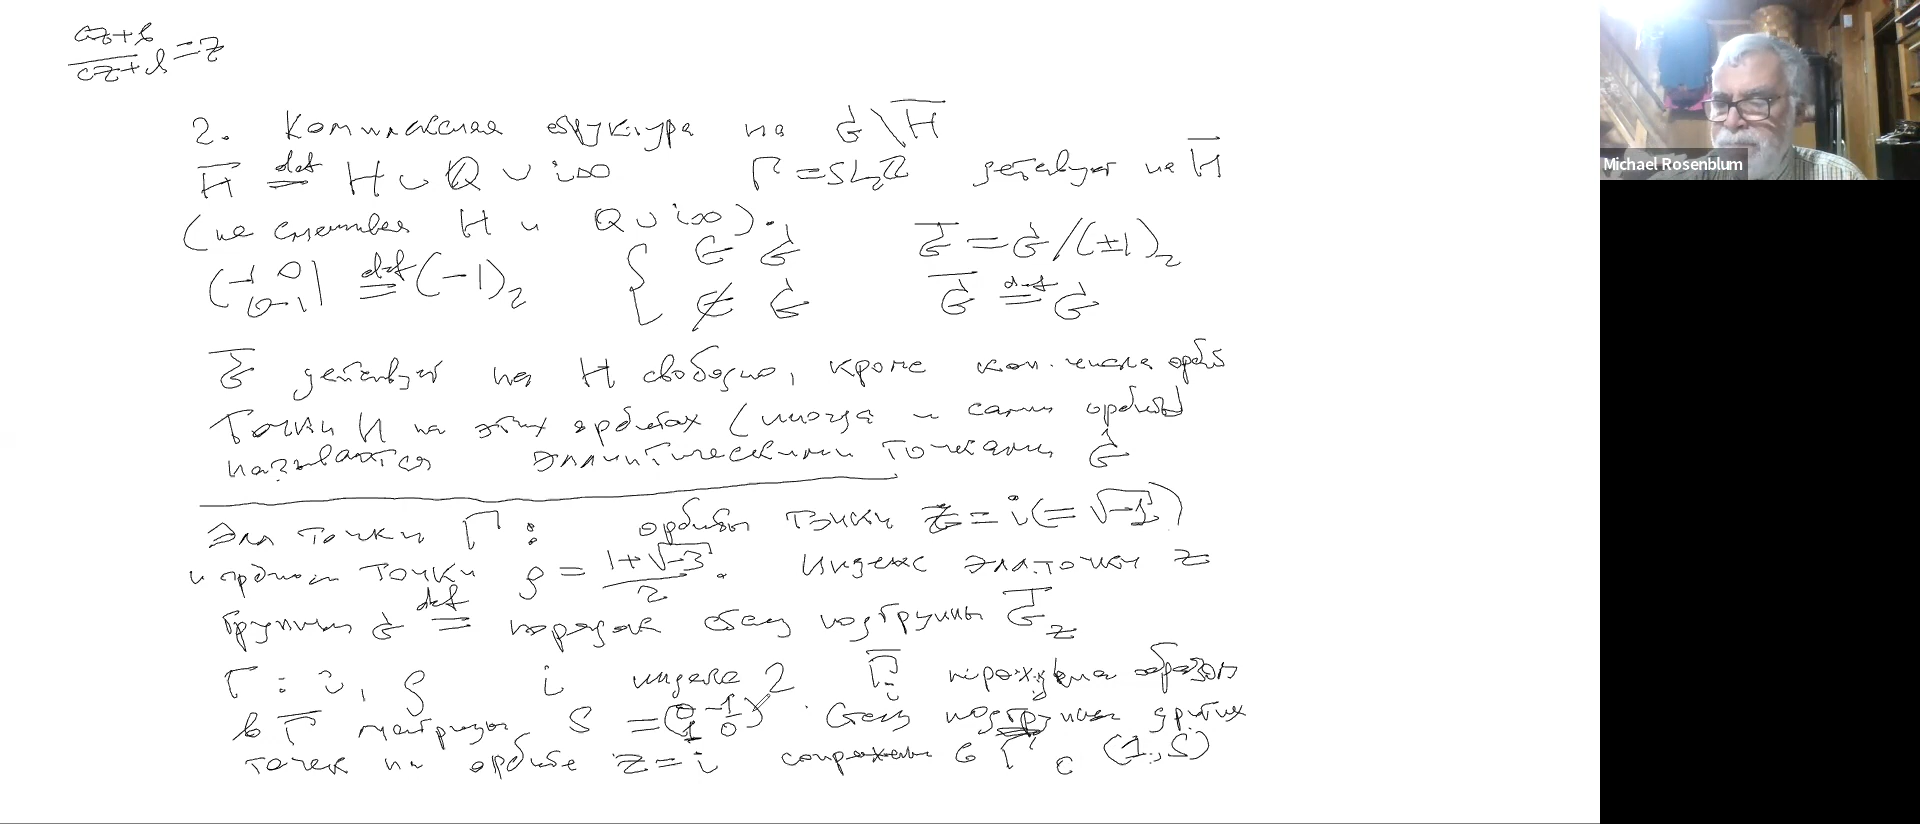 az+b
cz+d =z
2. Комплексная структура на G\H̅
H̅ def= H∪Q∪i∞ Γ=SL₂Z действует на H̅
(не смешивая H и Q∪i∞).
(-1 0 0 -1) def= (-1)₂ { ∈ G G̅ = G/(±1)₂
∉ G G̅ def= G
G̅ действует на H свободно, кроме кон. числа орбит
Точки H на этих орбитах (иногда и сами орбиты)
называются эллиптическими точками G
Элл точки Γ: орбиты точки z=i(=√-1)
и орбиты точки ρ = (1+√-3)/2. Индекс элл.точки z
группы G def= порядок стаб подгруппы G̅_z
Γ: i, ρ i индекс 2 Γ̅_i порождена образом
в Γ̅ матрицы S = (0 -1 1 0). Стаб подгруппы других
точек на орбите z=i сопряжены в Γ с (1, S)
Michael Rosenblum